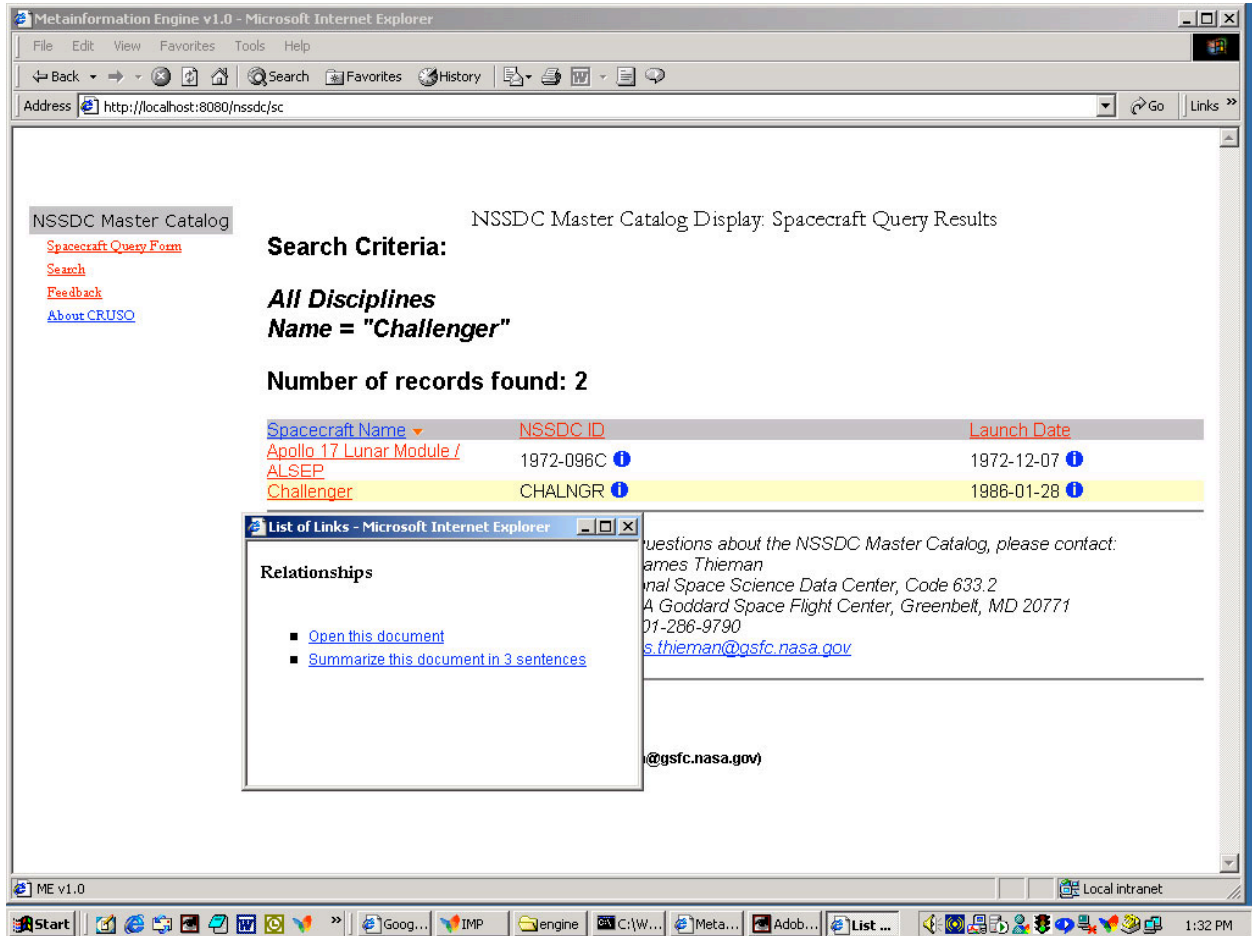 Metainformation Engine v1.0 - Microsoft Internet Explorer
File Edit View Favorites Tools Help
Back Search Favorites History
Address http://localhost:8080/nssdc/sc Go Links »
NSSDC Master Catalog
Spacecraft Query Form
Search
Feedback
About CRUSO
NSSDC Master Catalog Display: Spacecraft Query Results
Search Criteria:
All Disciplines
Name = "Challenger"
Number of records found: 2
Spacecraft Name NSSDC ID Launch Date
Apollo 17 Lunar Module /
ALSEP
1972-096C 1972-12-07
Challenger CHALNGR 1986-01-28
List of Links - Microsoft Internet Explorer
Relationships
Open this document
Summarize this document in 3 sentences
uestions about the NSSDC Master Catalog, please contact:
ames Thieman
nal Space Science Data Center, Code 633.2
A Goddard Space Flight Center, Greenbelt, MD 20771
01-286-9790
s.thieman@gsfc.nasa.gov
@gsfc.nasa.gov)
ME v1.0 Local intranet
Start » Goog... IMP engine C:\W... Meta... Adob... List ... 1:32 PM